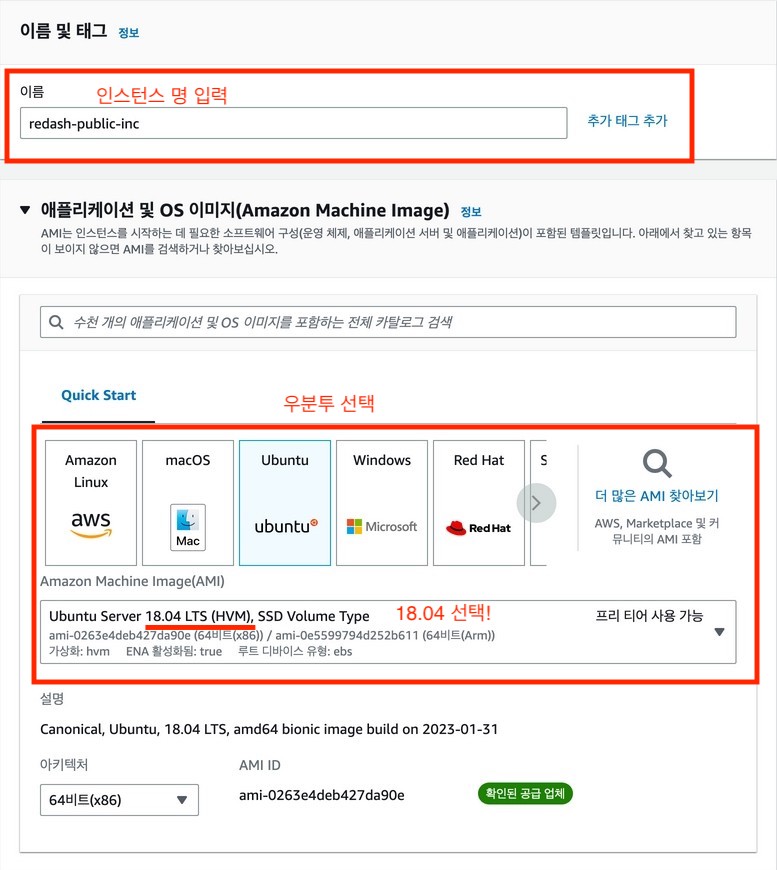 이름 및 태그 정보
이름
인스턴스 명 입력
redash-public-inc
추가 태그 추가
애플리케이션 및 OS 이미지(Amazon Machine Image) 정보
AMI는 인스턴스를 시작하는 데 필요한 소프트웨어 구성(운영 체제, 애플리케이션 서버 및 애플리케이션)이 포함된 템플릿입니다. 아래에서 찾고 있는 항목
이 보이지 않으면 AMI를 검색하거나 찾아보십시오.
수천 개의 애플리케이션 및 OS 이미지를 포함하는 전체 카탈로그 검색
Quick Start
우분투 선택
Amazon
Linux
aws
macOS
Mac
Ubuntu
ubuntu
Windows
Microsoft
Red Hat
Red Hat
S
더 많은 AMI 찾아보기
AWS, Marketplace 및 커
뮤니티의 AMI 포함
Amazon Machine Image(AMI)
Ubuntu Server 18.04 LTS (HVM), SSD Volume Type
18.04 선택!
프리 티어 사용 가능
ami-0263e4deb427da90e (64비트(x86)) / ami-0e5599794d252b611 (64비트(Arm))
가상화: hvm ENA 활성화됨: true 루트 디바이스 유형: ebs
설명
Canonical, Ubuntu, 18.04 LTS, amd64 bionic image build on 2023-01-31
아키텍처
AMI ID
64비트(x86)
ami-0263e4deb427da90e
확인된 공급 업체